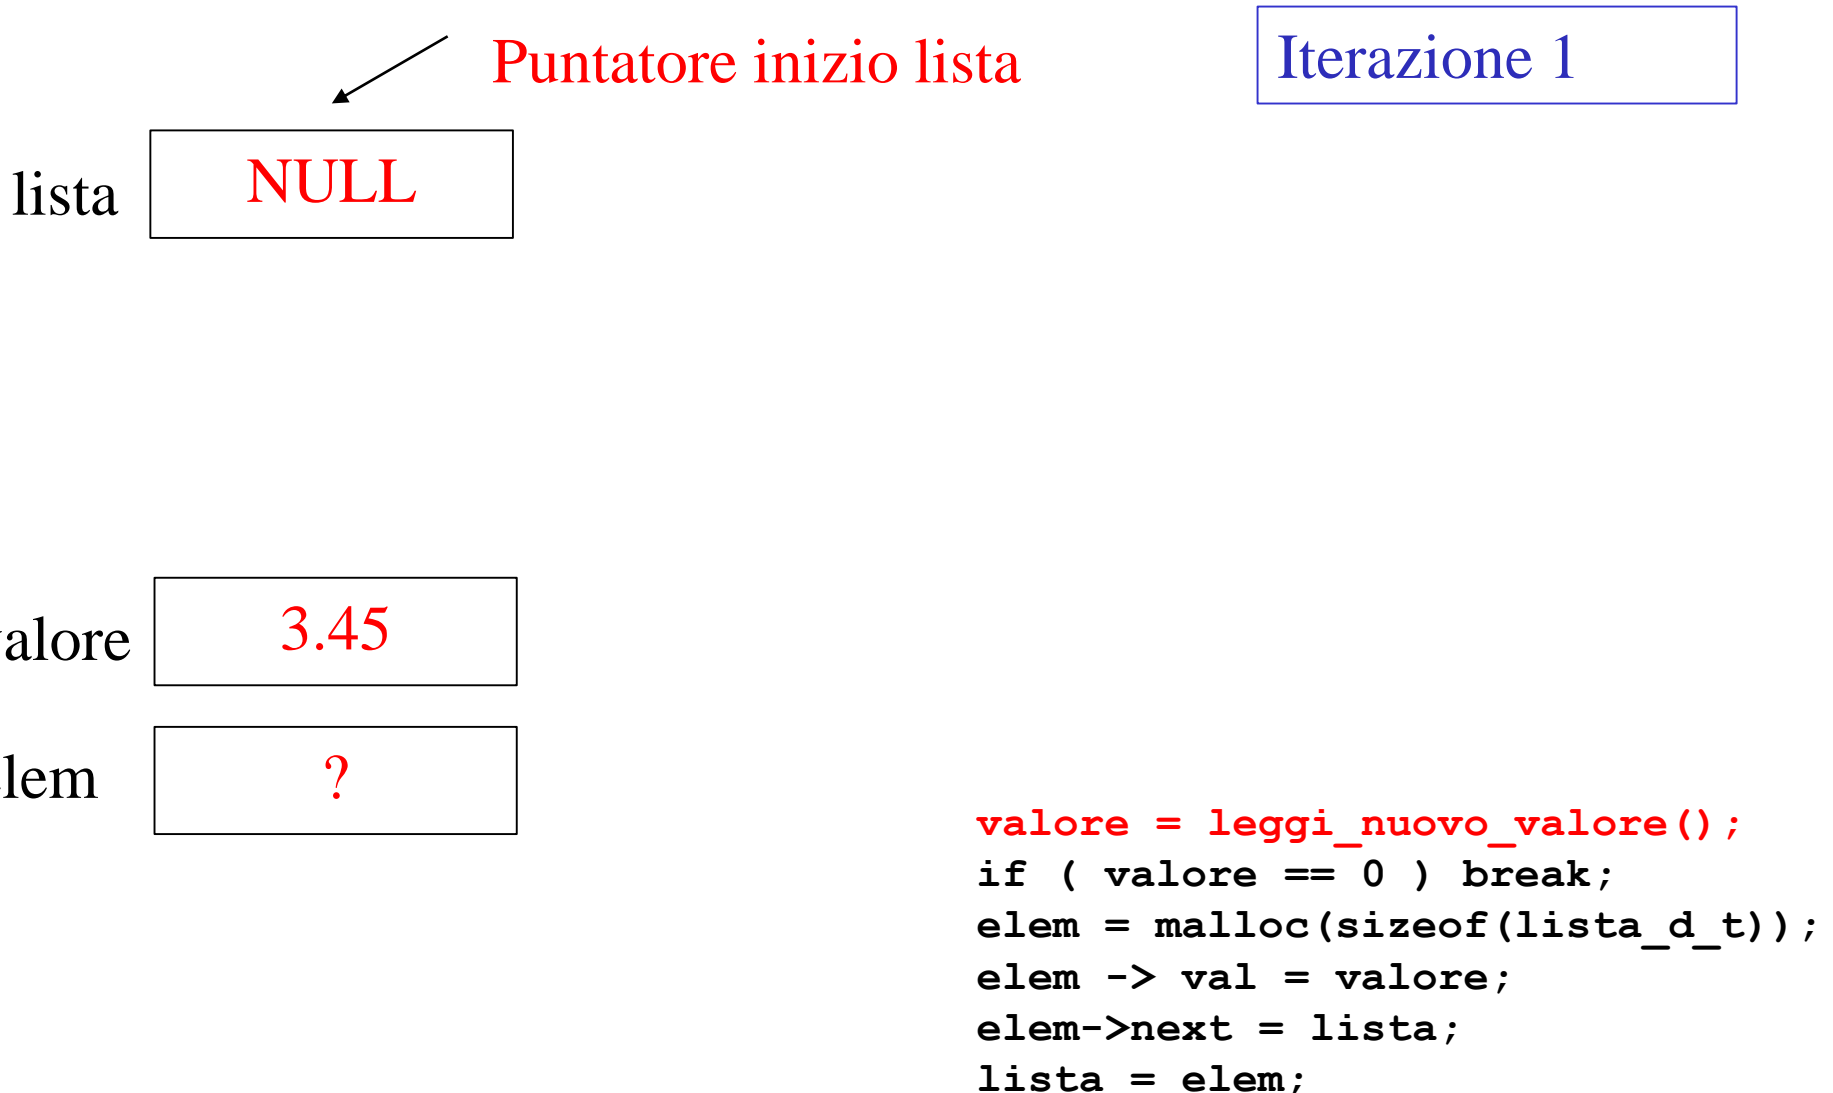 Puntatore inizio lista
Iterazione 1
lista
NULL
alore
3.45
lem
?
valore = leggi_nuovo_valore();
if ( valore == 0 ) break;
elem = malloc(sizeof(lista_d_t));
elem -> val = valore;
elem->next = lista;
lista = elem;